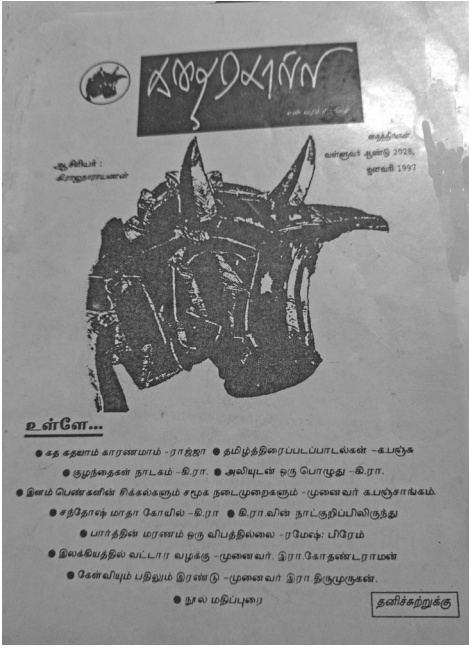 கதைசொல்லி
தைத்திங்கள்,
வள்ளுவர் ஆண்டு 2028,
ஜனவரி 1997
ஆசிரியர் :
கி.ராஜநாராயணன்
உள்ளே...
● கத கதயாம் காரணமாம் -ராஜ்ஜா ● தமிழ்த்திரைப்படப்பாடல்கள் -க.பஞ்சு
● குழந்தைகள் நாடகம் -கி.ரா. ● அலியுடன் ஒரு பொழுது -கி.ரா.
● இளம் பெண்களின் சிக்கல்களும் சமூக நடைமுறைகளும் -முனைவர் க.பஞ்சாங்கம்.
● சந்தோஷ் மாதா கோயில் -கி.ரா ● கி.ரா.வின் நாட்குறிப்பிலிருந்து
● பார்த்தின் மரணம் ஒரு விபத்தில்லை -ரமேஷ்: பிரேம்
● இலக்கியத்தில் வட்டார வழக்கு -முனைவர். இரா.கோதண்டராமன்
● கேள்வியும் பதிலும் இரண்டு -முனைவர் இரா திருமுருகன்.
● நூல் மதிப்புரை
தனிச்சுற்றுக்கு